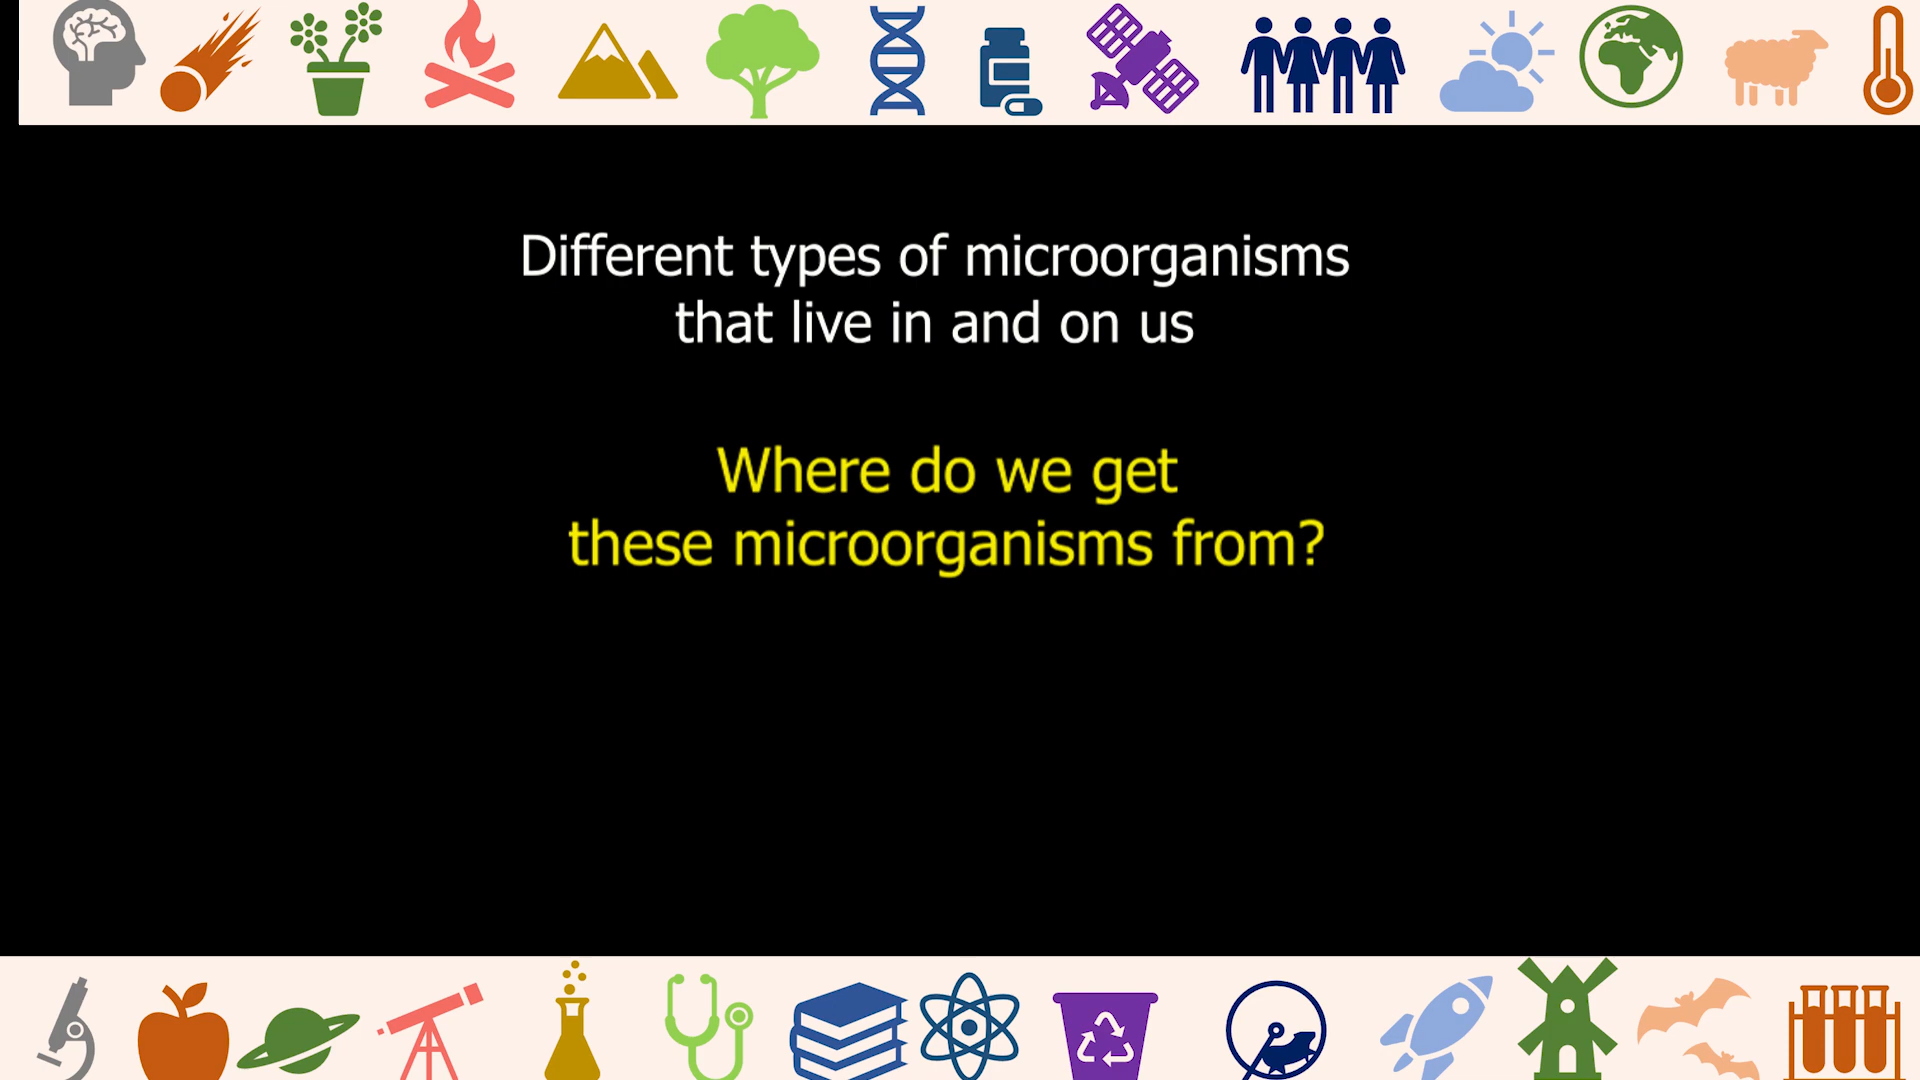 Different types of microorganisms
that live in and on us
Where do we get
these microorganisms from?